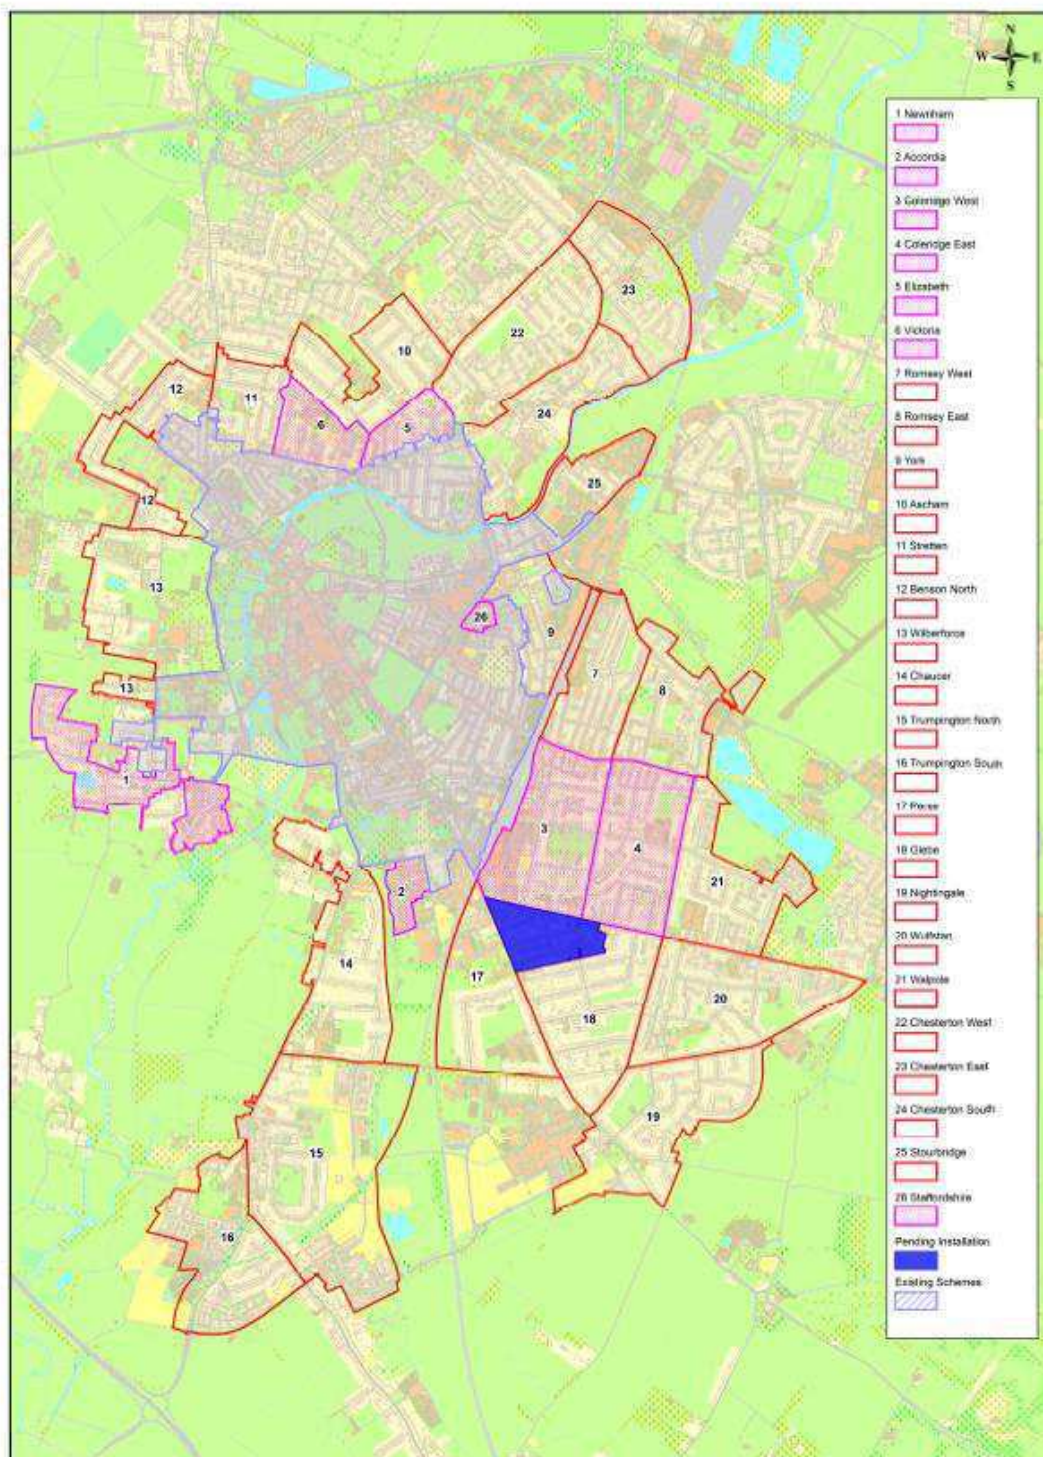 N
W E
S
1 Newnham
2 Accordia
3 Coleridge West
4 Coleridge East
5 Elizabeth
6 Victoria
7 Romsey West
8 Romsey East
9 York
10 Ascham
11 Stretten
12 Benson North
13 Wilberforce
14 Chaucer
15 Trumpington North
16 Trumpington South
17 Perse
18 Glebe
19 Nightingale
20 Wulfstan
21 Walpole
22 Chesterton West
23 Chesterton East
24 Chesterton South
25 Stourbridge
26 Staffordshire
Pending Installation
Existing Schemes
23
22
10
12
11
24
6
5
25
12
13
26
9
7
8
13
1
3
4
2
21
14
17
20
18
19
15
16